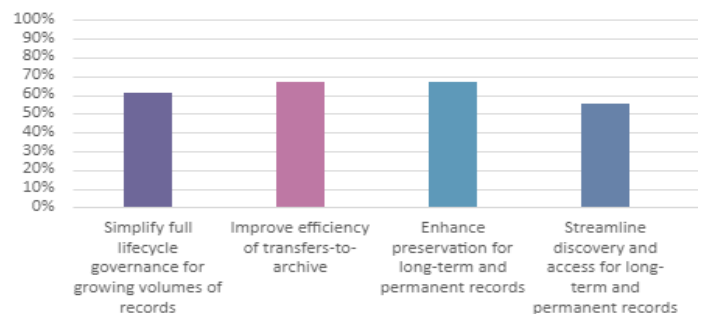 100%
90%
80%
70%
60%
50%
40%
30%
20%
10%
0%
Simplify full
lifecycle
governance for
growing volumes of
records
Improve efficiency
of transfers-to-
archive
Enhance
preservation for
long-term and
permanent records
Streamline
discovery and
access for long-
term and
permanent records